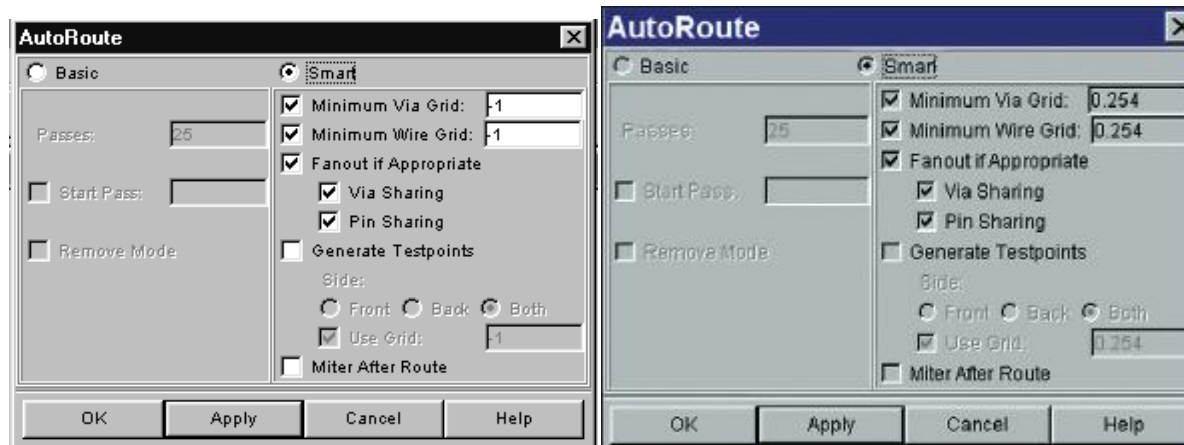 AutoRoute
Basic Smart
Minimum Via Grid: -1
Passes: 25 Minimum Wire Grid: -1
Fanout if Appropriate
Start Pass: Via Sharing
Pin Sharing
Remove Mode Generate Testpoints
Side:
Front Back Both
Use Grid: -1
Miter After Route
OK Apply Cancel Help
AutoRoute
Basic Smart
Minimum Via Grid: 0.254
Passes: 25 Minimum Wire Grid: 0.254
Fanout if Appropriate
Start Pass: Via Sharing
Pin Sharing
Remove Mode Generate Testpoints
Side:
Front Back Both
Use Grid: 0.254
Miter After Route
OK Apply Cancel Help